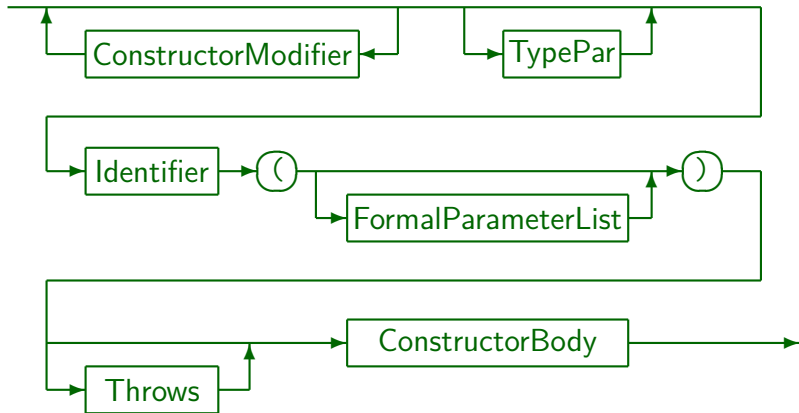 ConstructorModifier TypePar
Identifier ( )
FormalParameterList
ConstructorBody
Throws